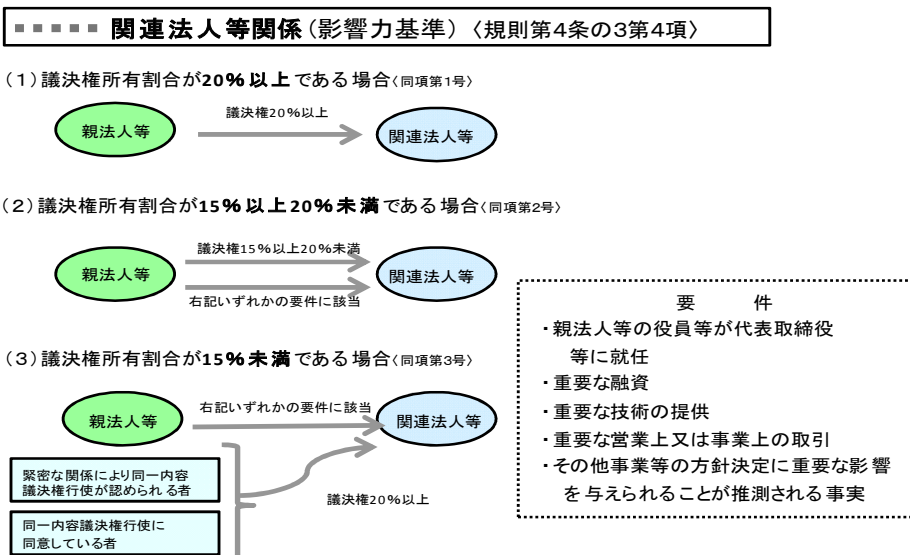 関連法人等関係(影響力基準)〈規則第4条の3第4項〉
(1)議決権所有割合が20%以上である場合〈同項第1号〉
親法人等
議決権20%以上
関連法人等
(2)議決権所有割合が15%以上20%未満である場合〈同項第2号〉
親法人等
議決権15%以上20%未満
右記いずれかの要件に該当
関連法人等
(3)議決権所有割合が15%未満である場合〈同項第3号〉
親法人等
右記いずれかの要件に該当
関連法人等
緊密な関係により同一内容
議決権行使が認められる者
同一内容議決権行使に
同意している者
議決権20%以上
要 件
・親法人等の役員等が代表取締役
等に就任
・重要な融資
・重要な技術の提供
・重要な営業上又は事業上の取引
・その他事業等の方針決定に重要な影響
を与えられることが推測される事実